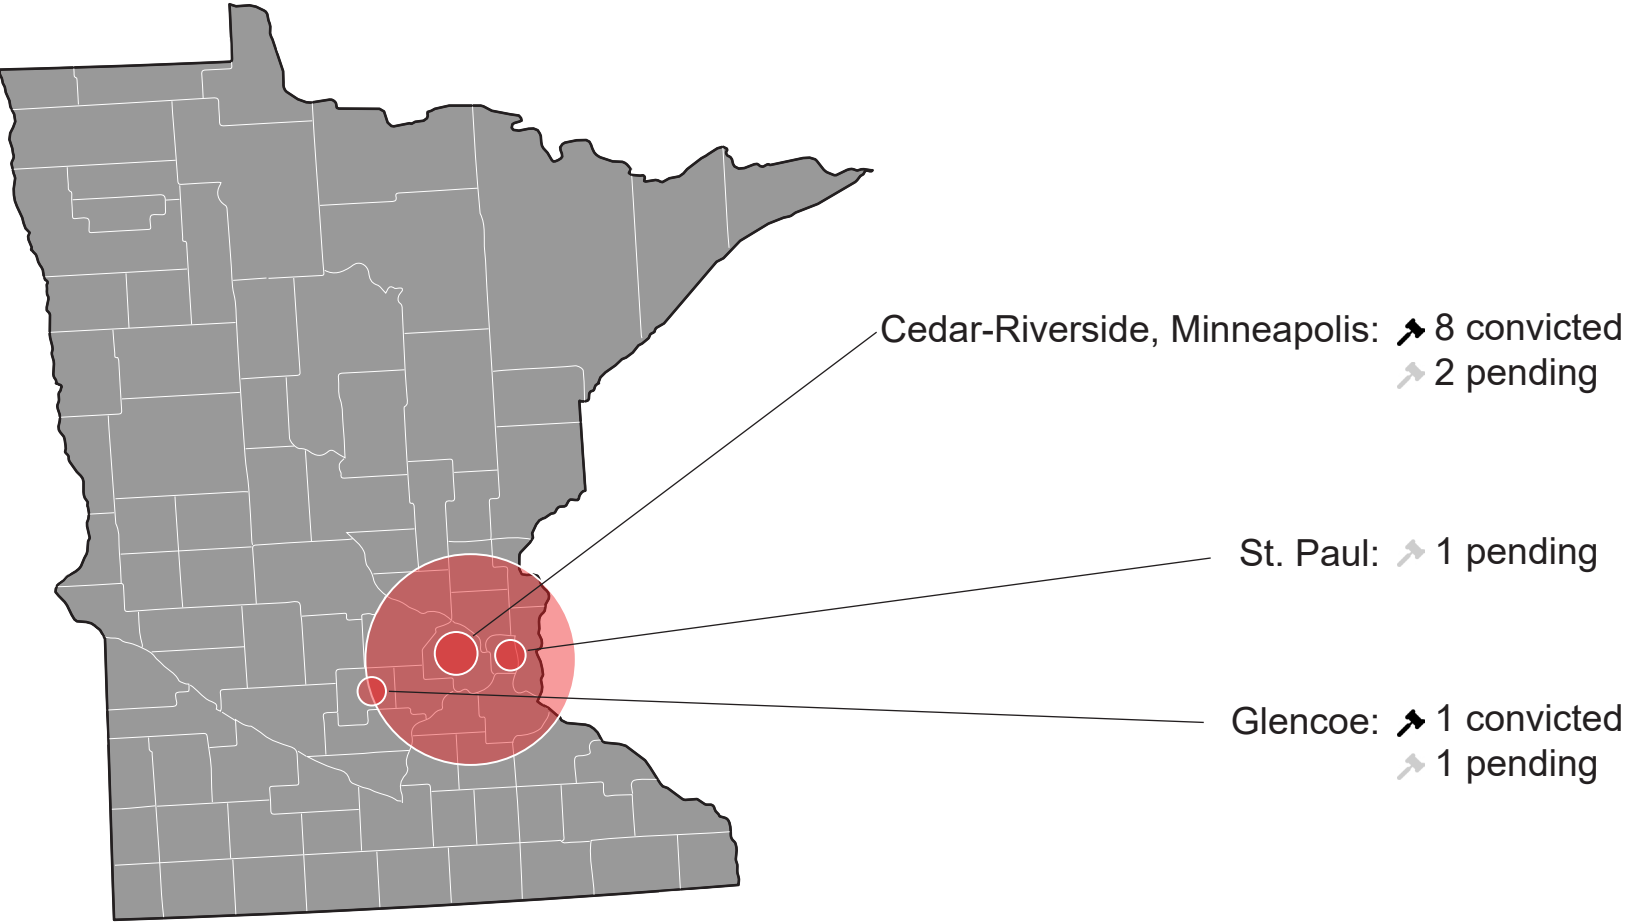 Cedar-Riverside, Minneapolis: 8 convicted
2 pending
St. Paul: 1 pending
Glencoe: 1 convicted
1 pending